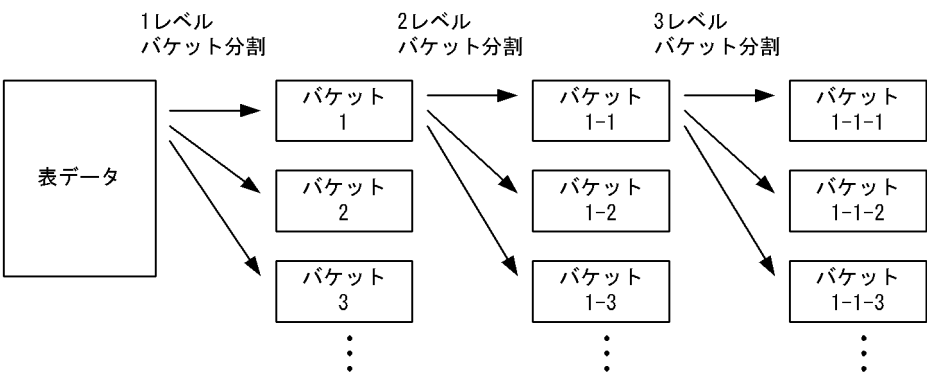 1レベル
バケット分割
2レベル
バケット分割
3レベル
バケット分割
表データ
バケット
1
バケット
2
バケット
3
バケット
1-1
バケット
1-2
バケット
1-3
バケット
1-1-1
バケット
1-1-2
バケット
1-1-3